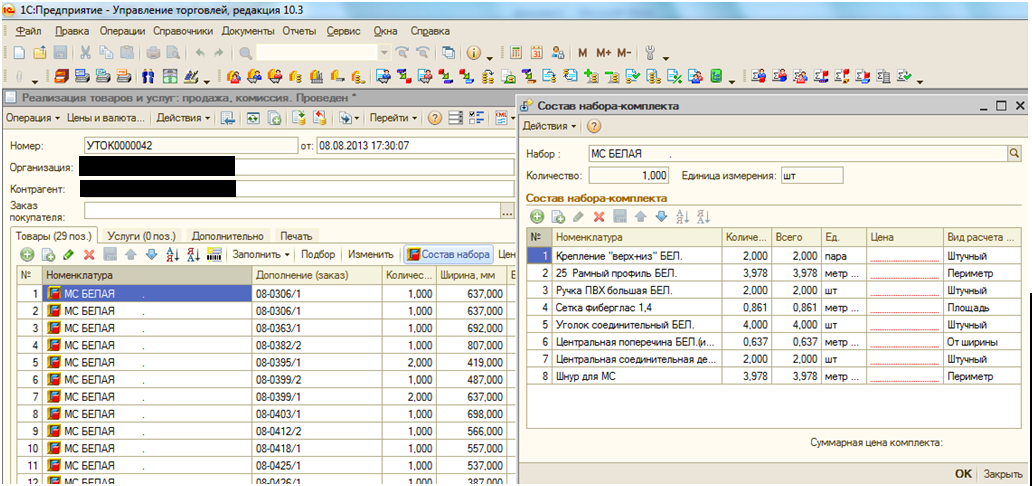 1С:Предприятие - Управление торговлей, редакция 10.3
Файл Правка Операции Справочники Документы Отчеты Сервис Окна Справка
M M+ M-
Реализация товаров и услуг: продажа, комиссия. Проведен *
Операция Цены и валюта... Действия Перейти
Номер: УТОК0000042 от: 08.08.2013 17:30:07
Организация:
Контрагент:
Заказ покупателя:
Товары (29 поз.) Услуги (0 поз.) Дополнительно Печать
Заполнить Подбор Изменить Состав набора Цен
№ Номенклатура Дополнение (заказ) Количес... Ширина, мм
1 МС БЕЛАЯ . 08-0306/1 1,000 637,000
2 МС БЕЛАЯ . 08-0306/1 1,000 637,000
3 МС БЕЛАЯ . 08-0363/1 1,000 692,000
4 МС БЕЛАЯ . 08-0382/2 1,000 807,000
5 МС БЕЛАЯ . 08-0395/1 2,000 419,000
6 МС БЕЛАЯ . 08-0399/2 1,000 487,000
7 МС БЕЛАЯ . 08-0399/1 2,000 637,000
8 МС БЕЛАЯ . 08-0403/1 1,000 698,000
9 МС БЕЛАЯ . 08-0412/2 1,000 566,000
10 МС БЕЛАЯ . 08-0418/1 1,000 557,000
11 МС БЕЛАЯ . 08-0425/1 1,000 537,000
12 МС БЕЛАЯ . 08-0426/1 1,000 387,000
Состав набора-комплекта
Действия
Набор : МС БЕЛАЯ .
Количество: 1,000 Единица измерения: шт
Состав набора-комплекта
№ Номенклатура Количе... Всего Ед. Цена Вид расчета ...
1 Крепление "верх-низ" БЕЛ. 2,000 2,000 пара Штучный
2 25 Рамный профиль БЕЛ. 3,978 3,978 метр ... Периметр
3 Ручка ПВХ большая БЕЛ. 2,000 2,000 шт Штучный
4 Сетка фиберглас 1,4 0,861 0,861 метр ... Площадь
5 Уголок соединительный БЕЛ. 4,000 4,000 шт Штучный
6 Центральная поперечина БЕЛ.(и... 0,637 0,637 метр ... От ширины
7 Центральная соединительная де... 2,000 2,000 шт Штучный
8 Шнур для МС 3,978 3,978 метр ... Периметр
Суммарная цена комплекта:
OK Закрыть